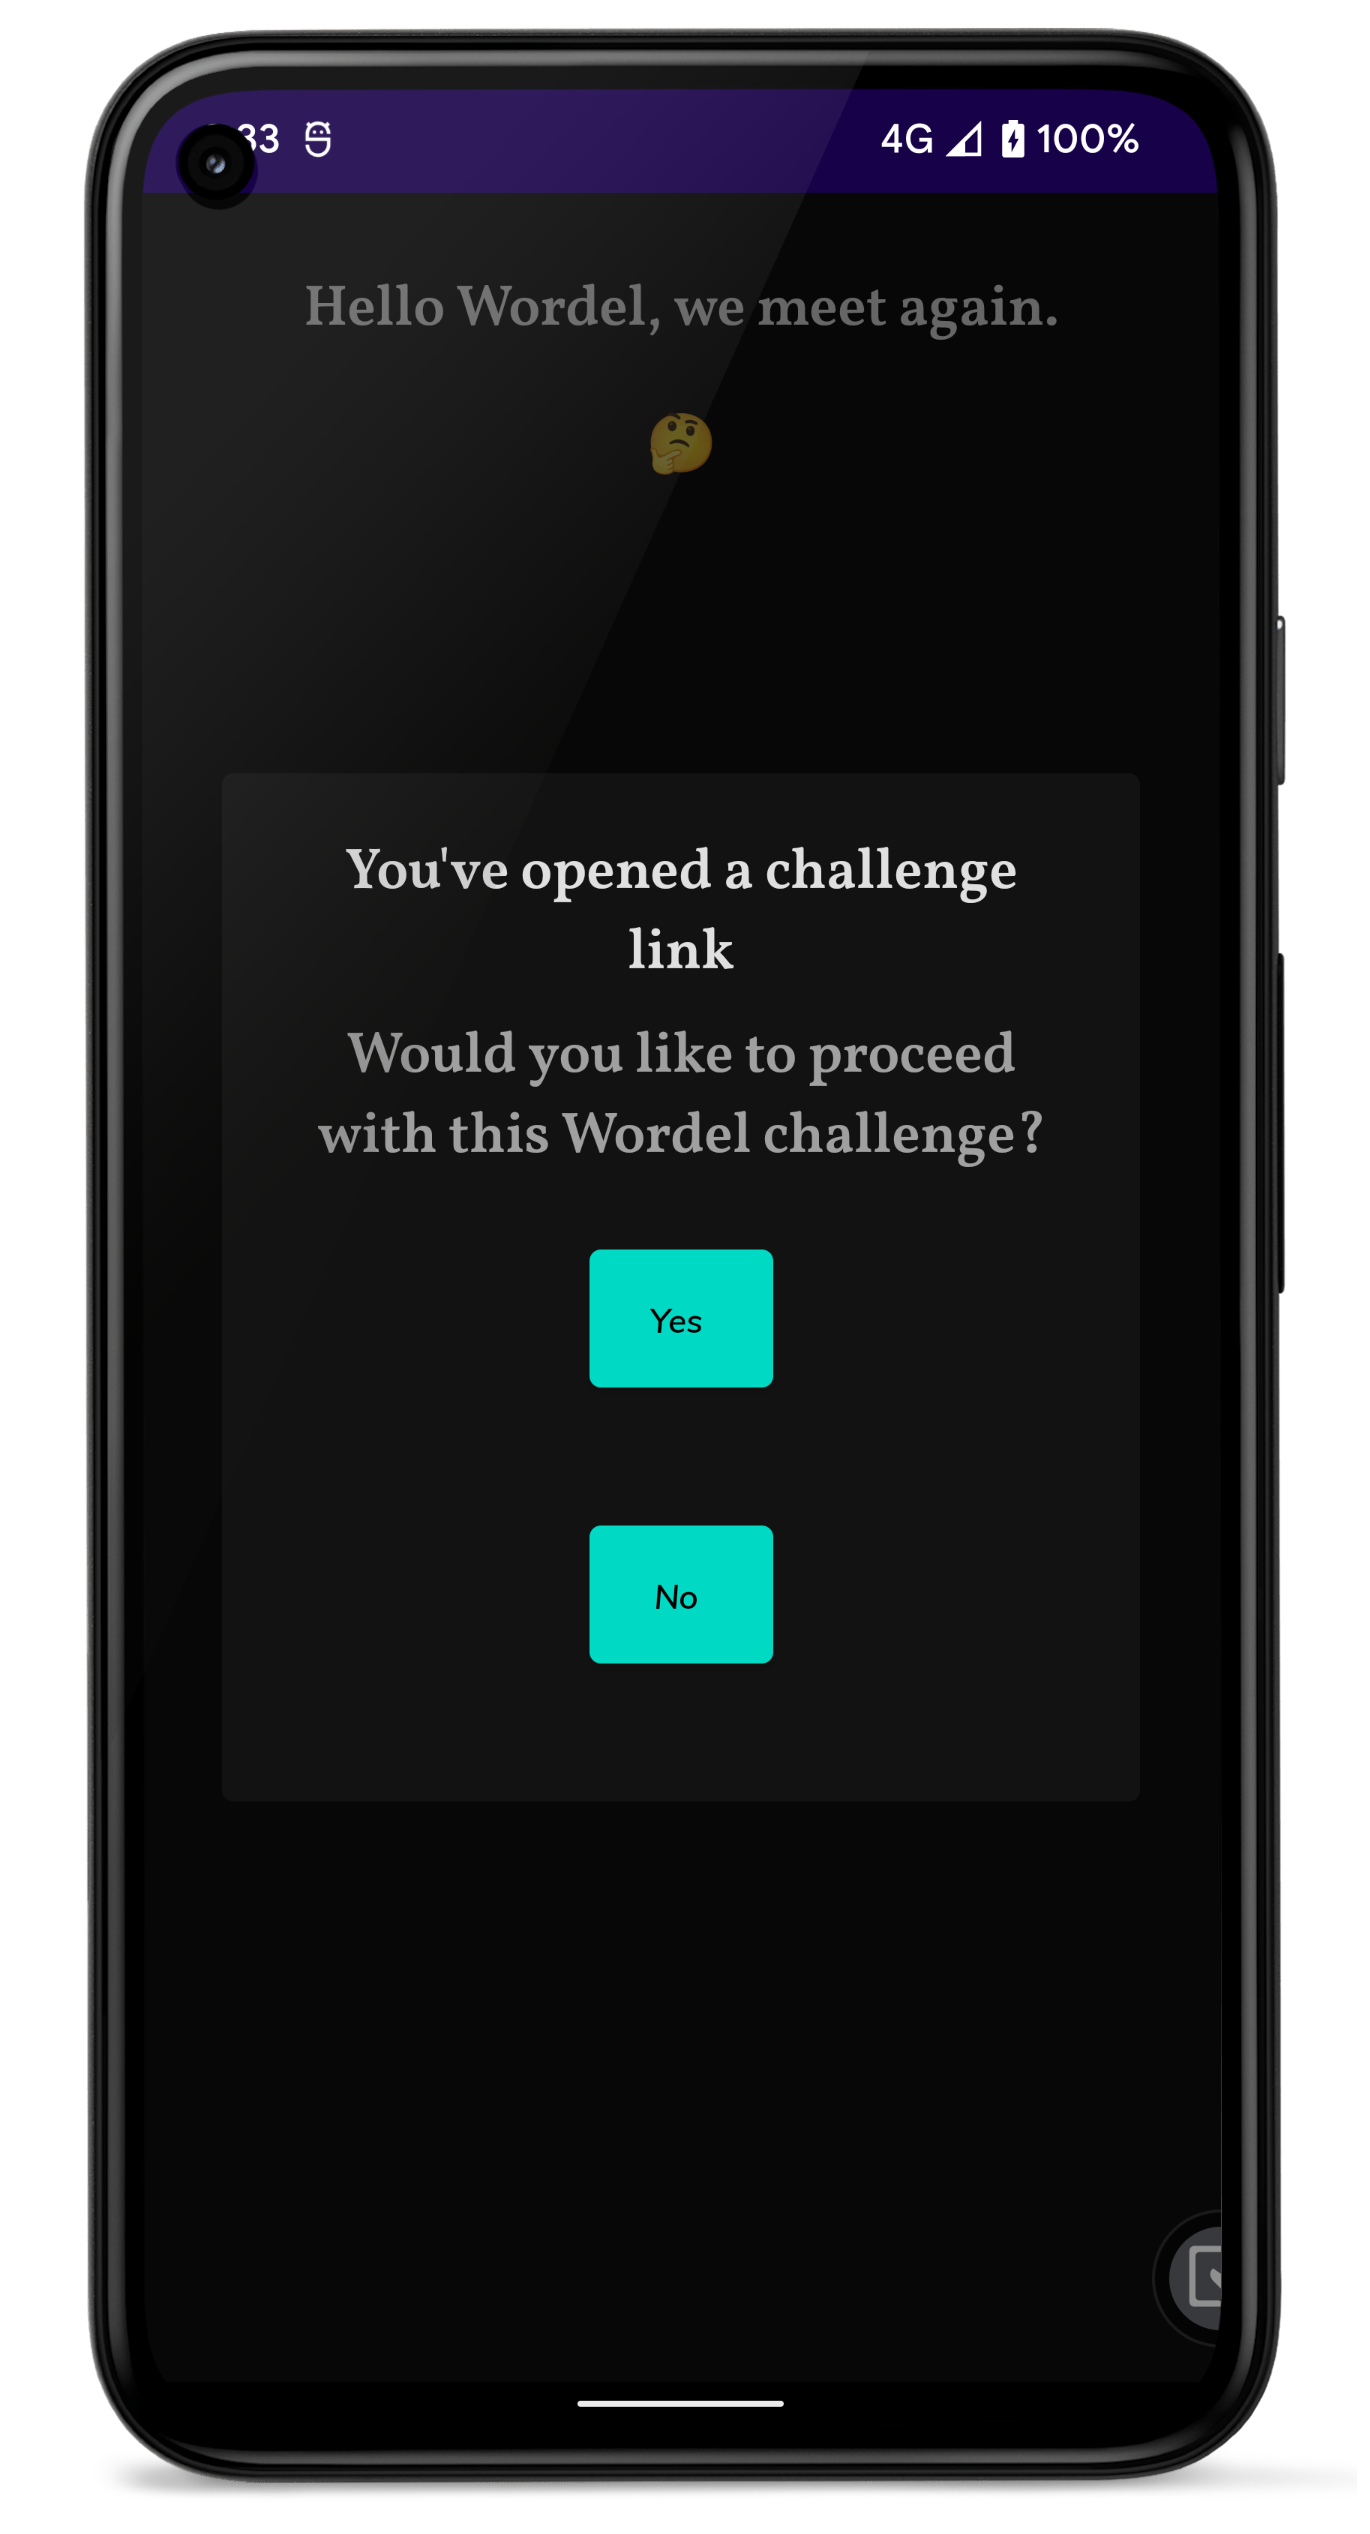 33
4G 100%
Hello Wordel, we meet again.
You've opened a challenge
link
Would you like to proceed
with this Wordel challenge?
Yes
No